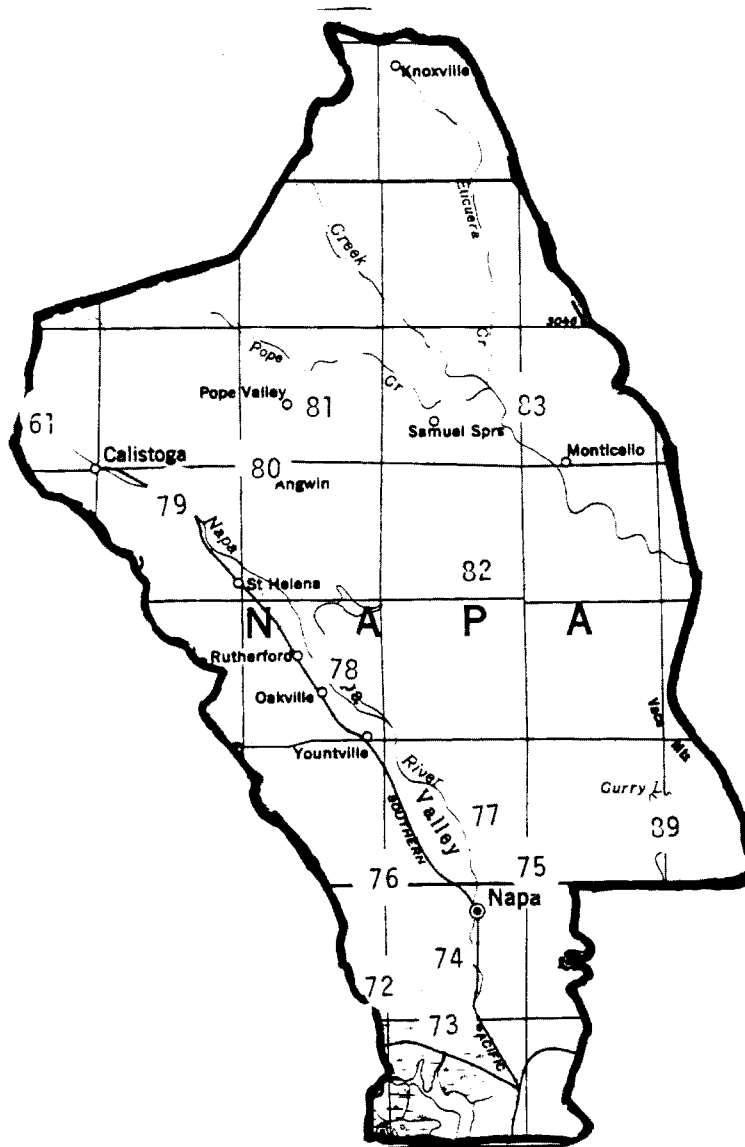 Knoxville
Eticuera
Creek
3046
Pope
Cr
Cr
Pope Valley
81
83
61
Samuel Sprs
Calistoga
Monticello
80
Angwin
79
Napa
82
St Helena
N A P A
Rutherford
78
Oakville
Vaca
Mts
Yountville
River
Curry L
Valley
SOUTHERN
77
89
75
76
Napa
74
72
73
PACIFIC